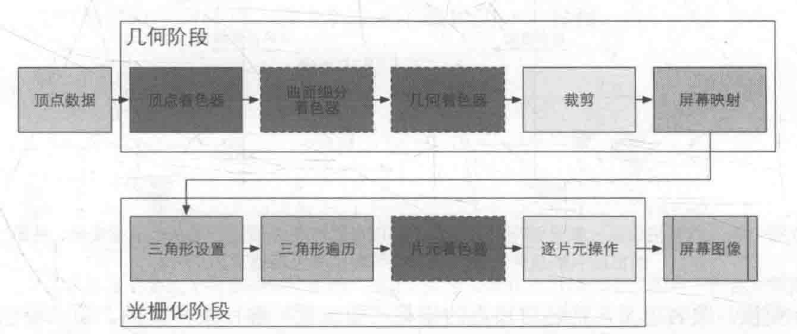 几何阶段
顶点数据
顶点着色器
曲面细分
着色器
几何着色器
裁剪
屏幕映射
三角形设置
三角形遍历
片元着色器
逐片元操作
屏幕图像
光栅化阶段